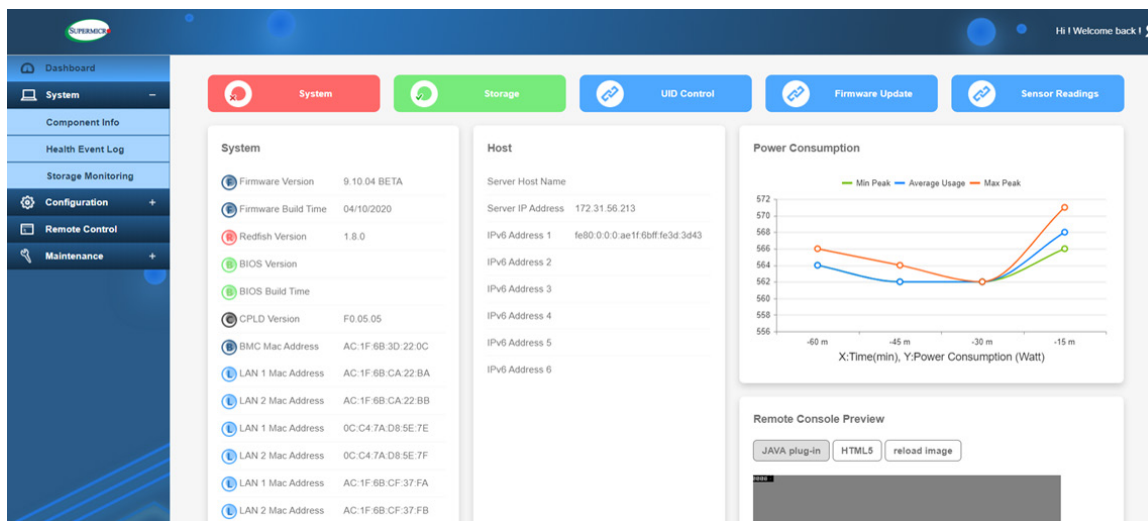 SUPERMICR
Hi ! Welcome back !
Dashboard
System
Component Info
Health Event Log
Storage Monitoring
Configuration
Remote Control
Maintenance
System
Storage
UID Control
Firmware Update
Sensor Readings
System
Firmware Version 9.10.04 BETA
Firmware Build Time 04/10/2020
Redfish Version 1.8.0
BIOS Version
BIOS Build Time
CPLD Version F0.05.05
BMC Mac Address AC:1F:6B:3D:22:0C
LAN 1 Mac Address AC:1F:6B:CA:22:BA
LAN 2 Mac Address AC:1F:6B:CA:22:BB
LAN 1 Mac Address 0C:C4:7A:D8:5E:7E
LAN 2 Mac Address 0C:C4:7A:D8:5E:7F
LAN 1 Mac Address AC:1F:6B:CF:37:FA
LAN 2 Mac Address AC:1F:6B:CF:37:FB
Host
Server Host Name
Server IP Address 172.31.56.213
IPv6 Address 1 fe80:0:0:0:ae1f:6bff:fe3d:3d43
IPv6 Address 2
IPv6 Address 3
IPv6 Address 4
IPv6 Address 5
IPv6 Address 6
Power Consumption
Min Peak Average Usage Max Peak
572
570
568
566
564
562
560
558
556
-60 m -45 m -30 m -15 m
X:Time(min), Y:Power Consumption (Watt)
Remote Console Preview
JAVA plug-in HTML5 reload image